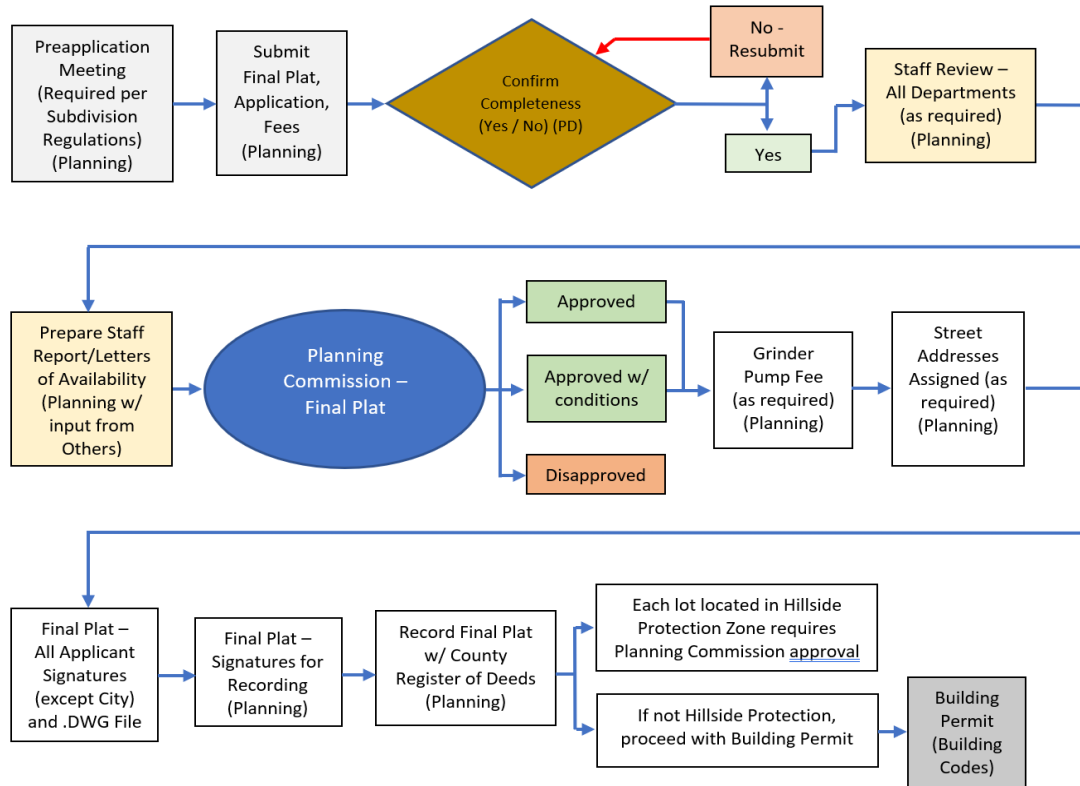 Preapplication
Meeting
(Required per
Subdivision
Regulations)
(Planning)
Submit
Final Plat,
Application,
Fees
(Planning)
Confirm
Completeness
(Yes / No) (PD)
No -
Resubmit
Yes
Staff Review –
All Departments
(as required)
(Planning)
Prepare Staff
Report/Letters
of Availability
(Planning w/
input from
Others)
Planning
Commission –
Final Plat
Approved
Approved w/
conditions
Disapproved
Grinder
Pump Fee
(as required)
(Planning)
Street
Addresses
Assigned (as
required)
(Planning)
Final Plat –
All Applicant
Signatures
(except City)
and .DWG File
Final Plat –
Signatures for
Recording
(Planning)
Record Final Plat
w/ County
Register of Deeds
(Planning)
Each lot located in Hillside
Protection Zone requires
Planning Commission approval
If not Hillside Protection,
proceed with Building Permit
Building
Permit
(Building
Codes)